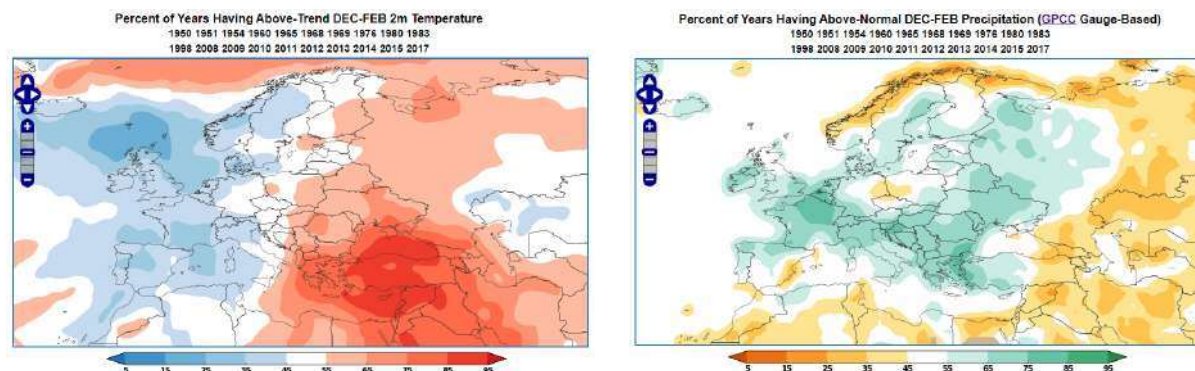 Percent of Years Having Above-Trend DEC-FEB 2m Temperature
1950 1951 1954 1960 1965 1968 1969 1976 1980 1983
1998 2008 2009 2010 2011 2012 2013 2014 2015 2017
5 15 25 35 45 55 65 75 85 95
Percent of Years Having Above-Normal DEC-FEB Precipitation (GPCC Gauge-Based)
1950 1951 1954 1960 1965 1968 1969 1976 1980 1983
1998 2008 2009 2010 2011 2012 2013 2014 2015 2017
5 15 25 35 45 55 65 75 85 95